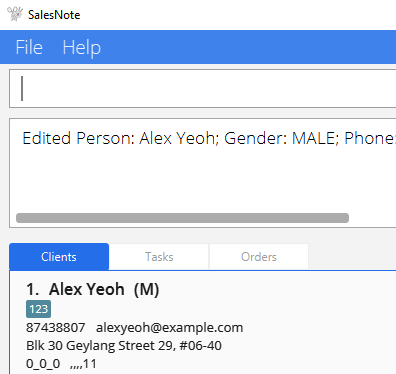 SalesNote
File Help
Edited Person: Alex Yeoh; Gender: MALE; Phone:
Clients Tasks Orders
1. Alex Yeoh (M)
123
87438807 alexyeoh@example.com
Blk 30 Geylang Street 29, #06-40
0_0_0 ,,,,11